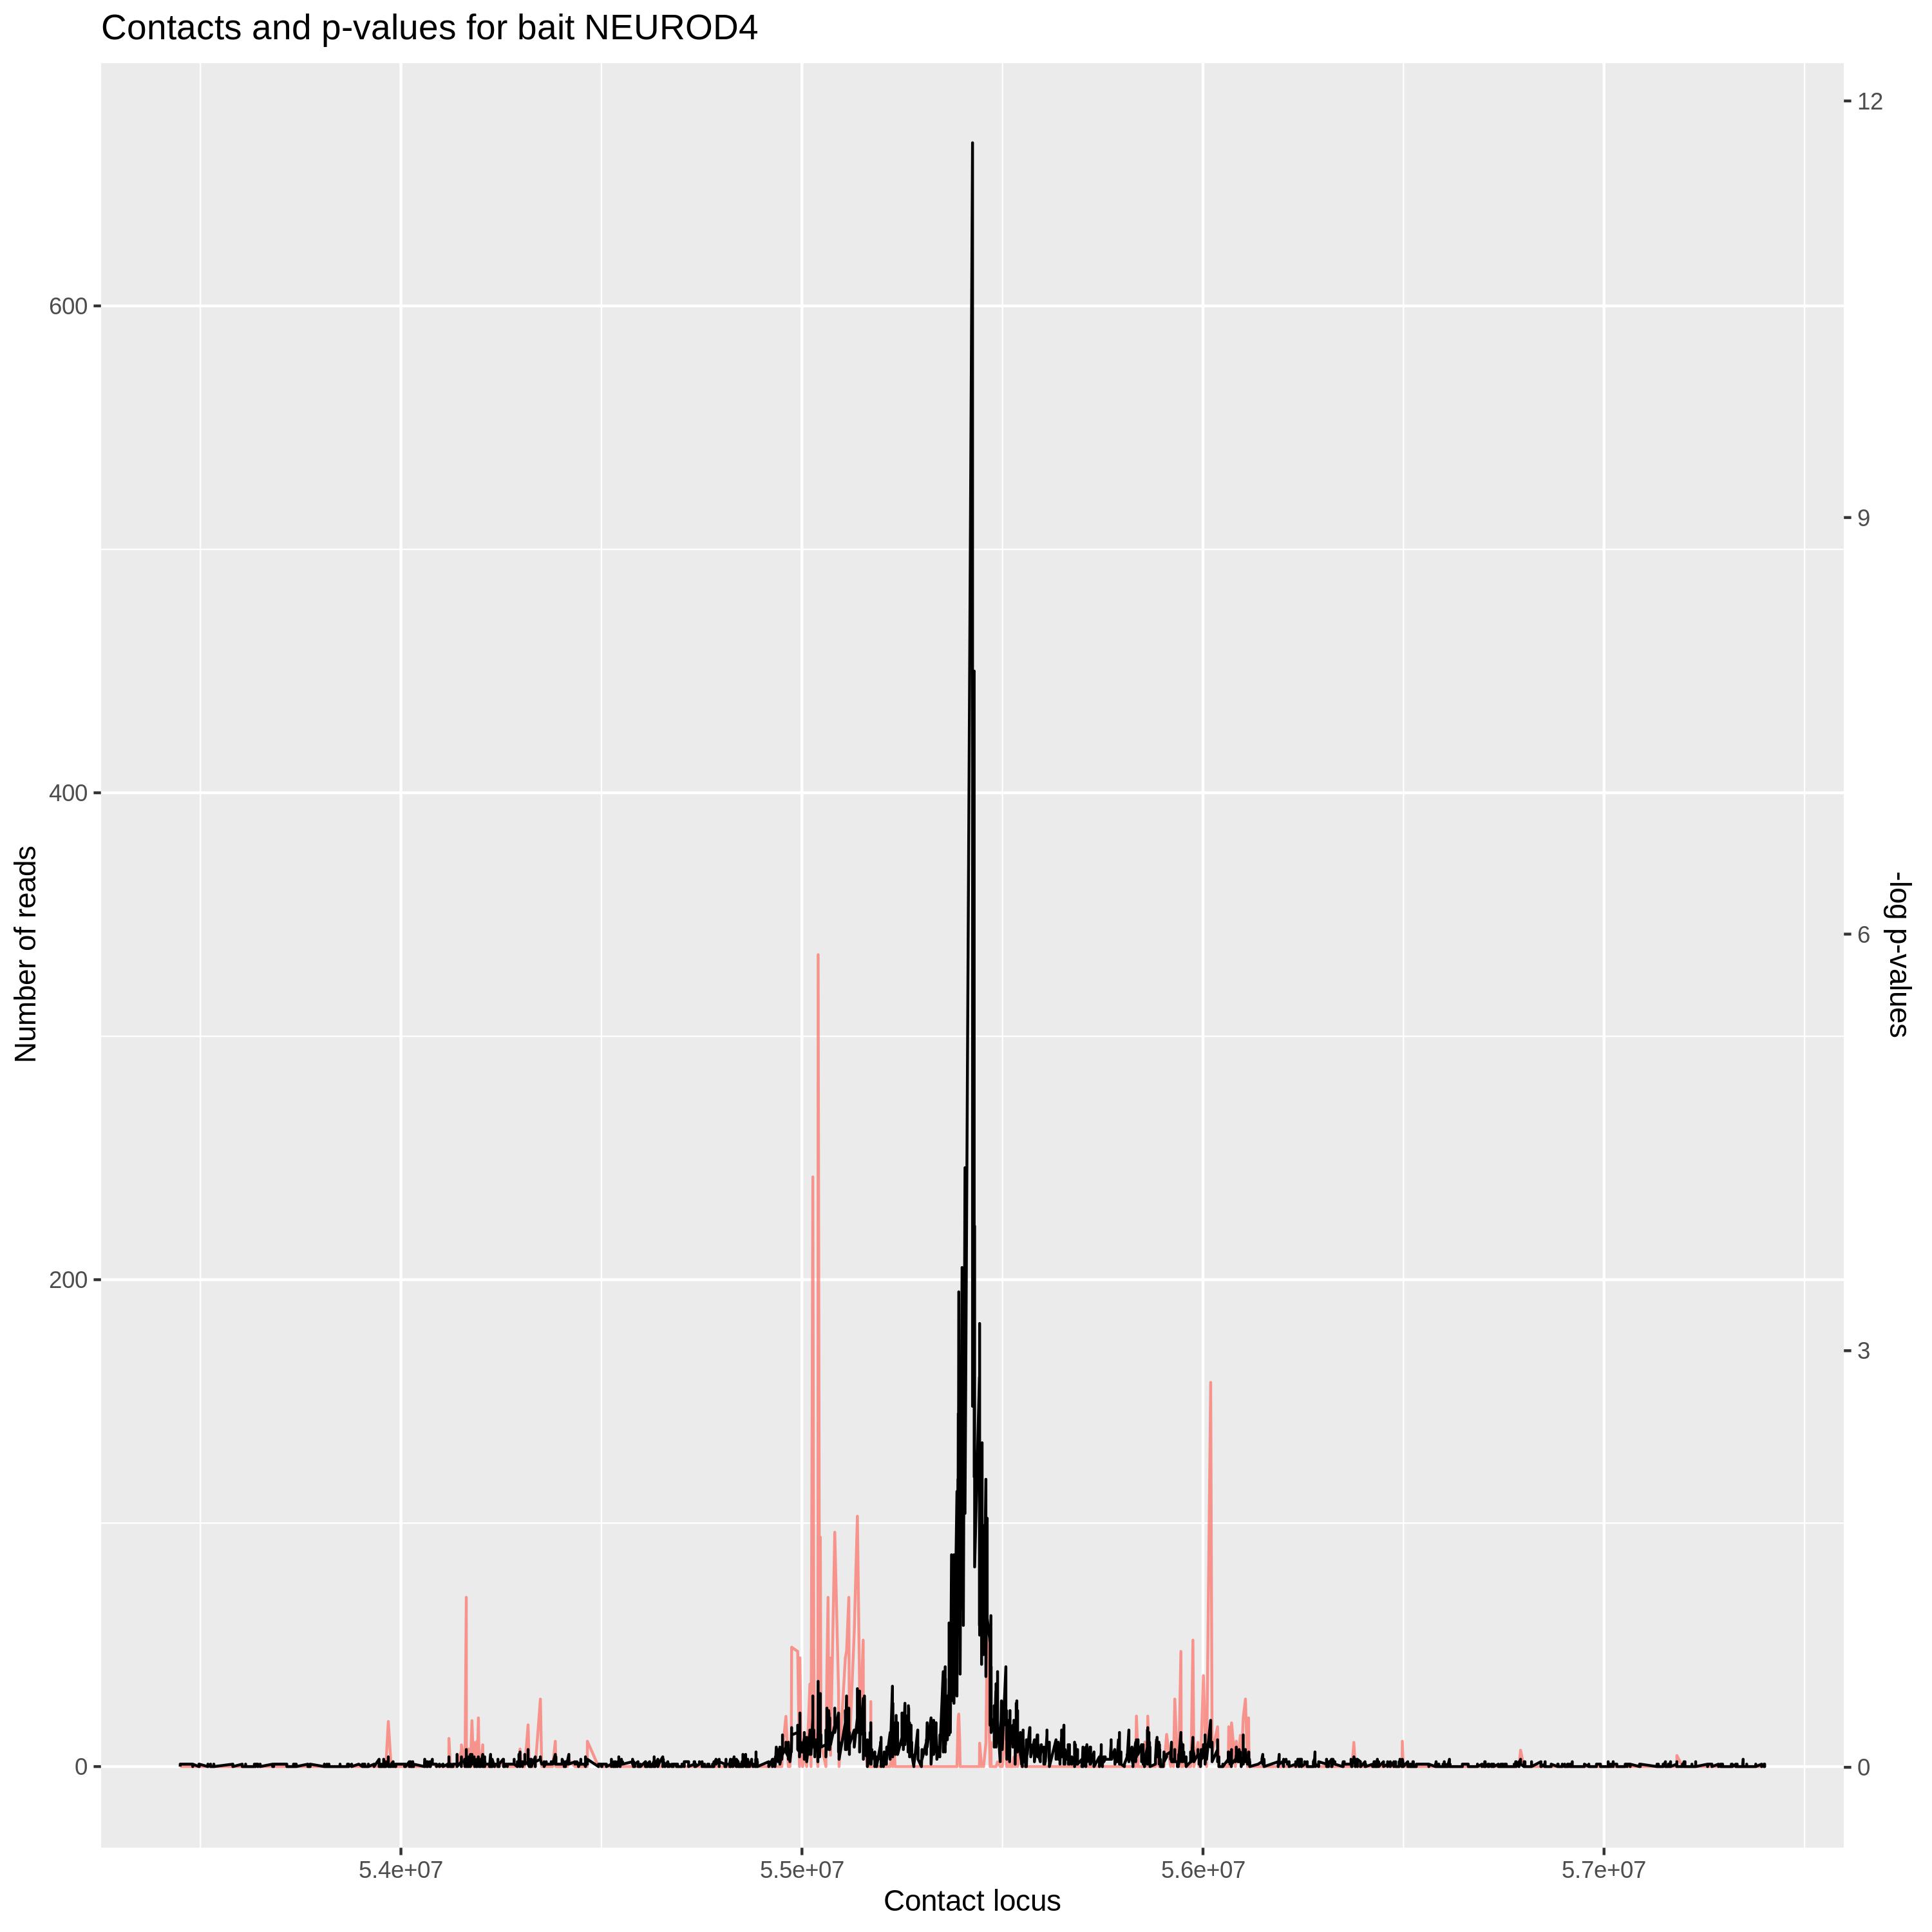 Contacts and p-values for bait NEUROD4
12
600
9
400
Number of reads
6
-log p-values
200
3
0
0
5.4e+07
5.5e+07
5.6e+07
5.7e+07
Contact locus